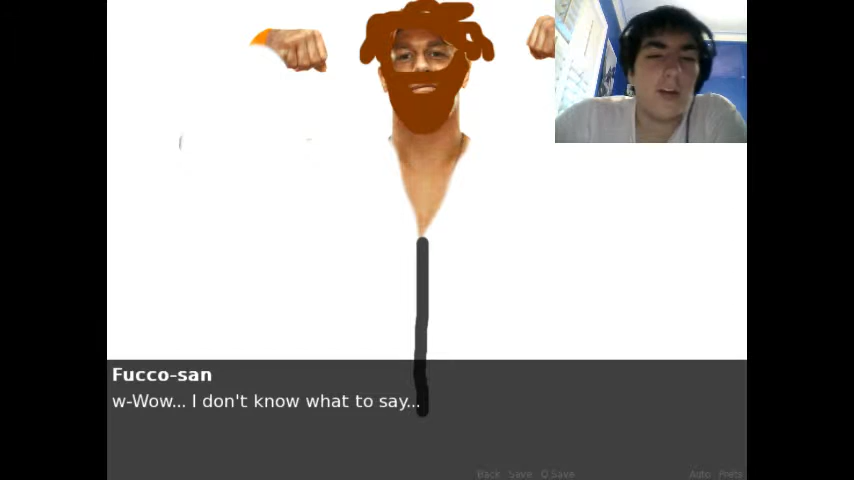 Fucco-san
w-Wow... I don't know what to say...
Back Save Q.Save Auto Prefs